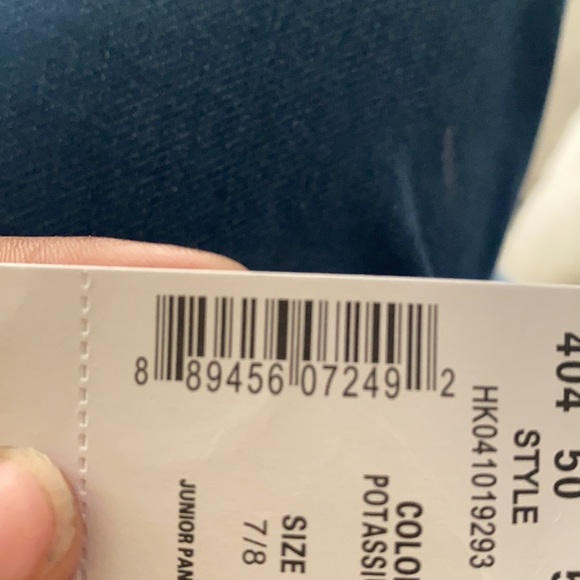 8 89456 07249 2
404 50
STYLE
HK041019293
COLO
POTASSI
SIZE
7/8
JUNIOR PAN